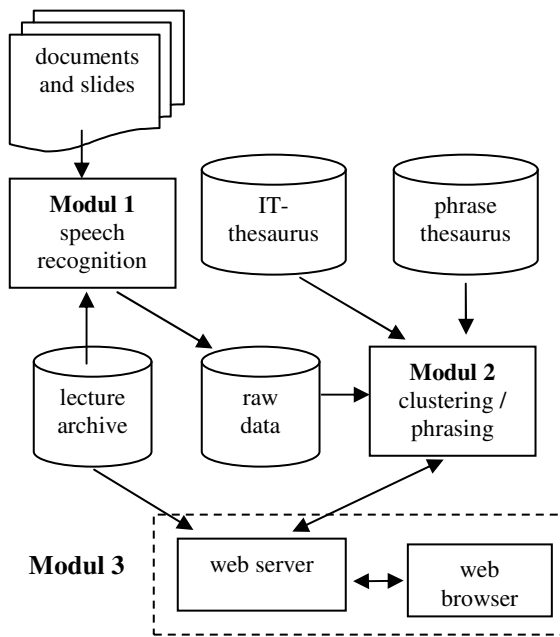 documents
and slides
Modul 1
speech
recognition
IT-
thesaurus
phrase
thesaurus
lecture
archive
raw
data
Modul 2
clustering /
phrasing
Modul 3
web server
web
browser